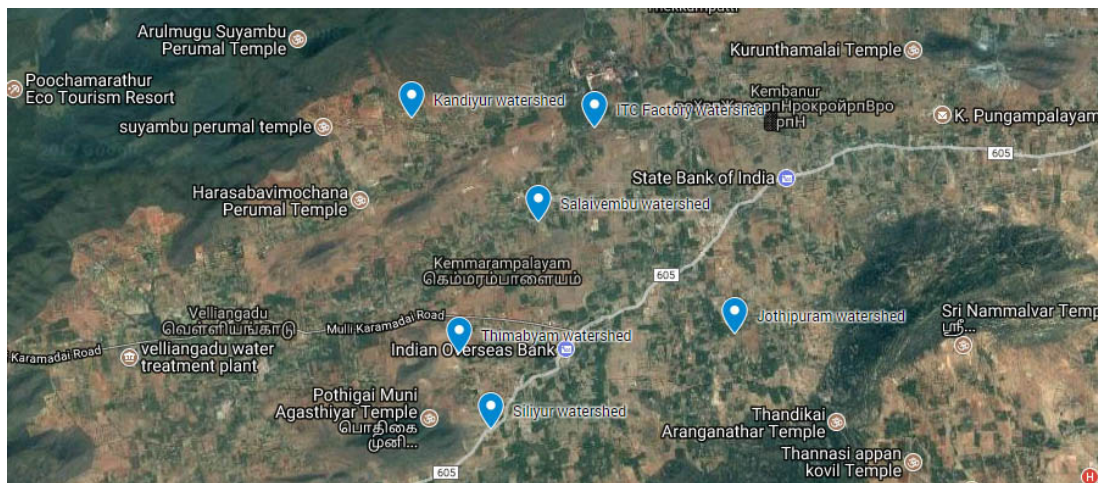 Arulmugu Suyambu
Perumal Temple
Kurunthamalai Temple
Poochamarathur
Eco Tourism Resort
Kandiyur watershed
ITC Factory Watershed
Kembanur
K. Pungampalayam
suyambu perumal temple
State Bank of India
605
Harasabavimochana
Perumal Temple
Salaivembu watershed
Kemmarampalayam
கெம்மரம்பாளையம்
605
Velliangadu
வெள்ளியங்காடு
Mulli Karamadai Road
Karamadai Road
Thimabyam watershed
Jothipuram watershed
Sri Nammalvar Temp
ஸ்ரீ...
velliangadu water
treatment plant
Indian Overseas Bank
Pothigai Muni
Agasthiyar Temple
பொதிகை
முனி...
Siliyur watershed
Thandikai
Aranganathar Temple
Thannasi appan
kovil Temple
605
H